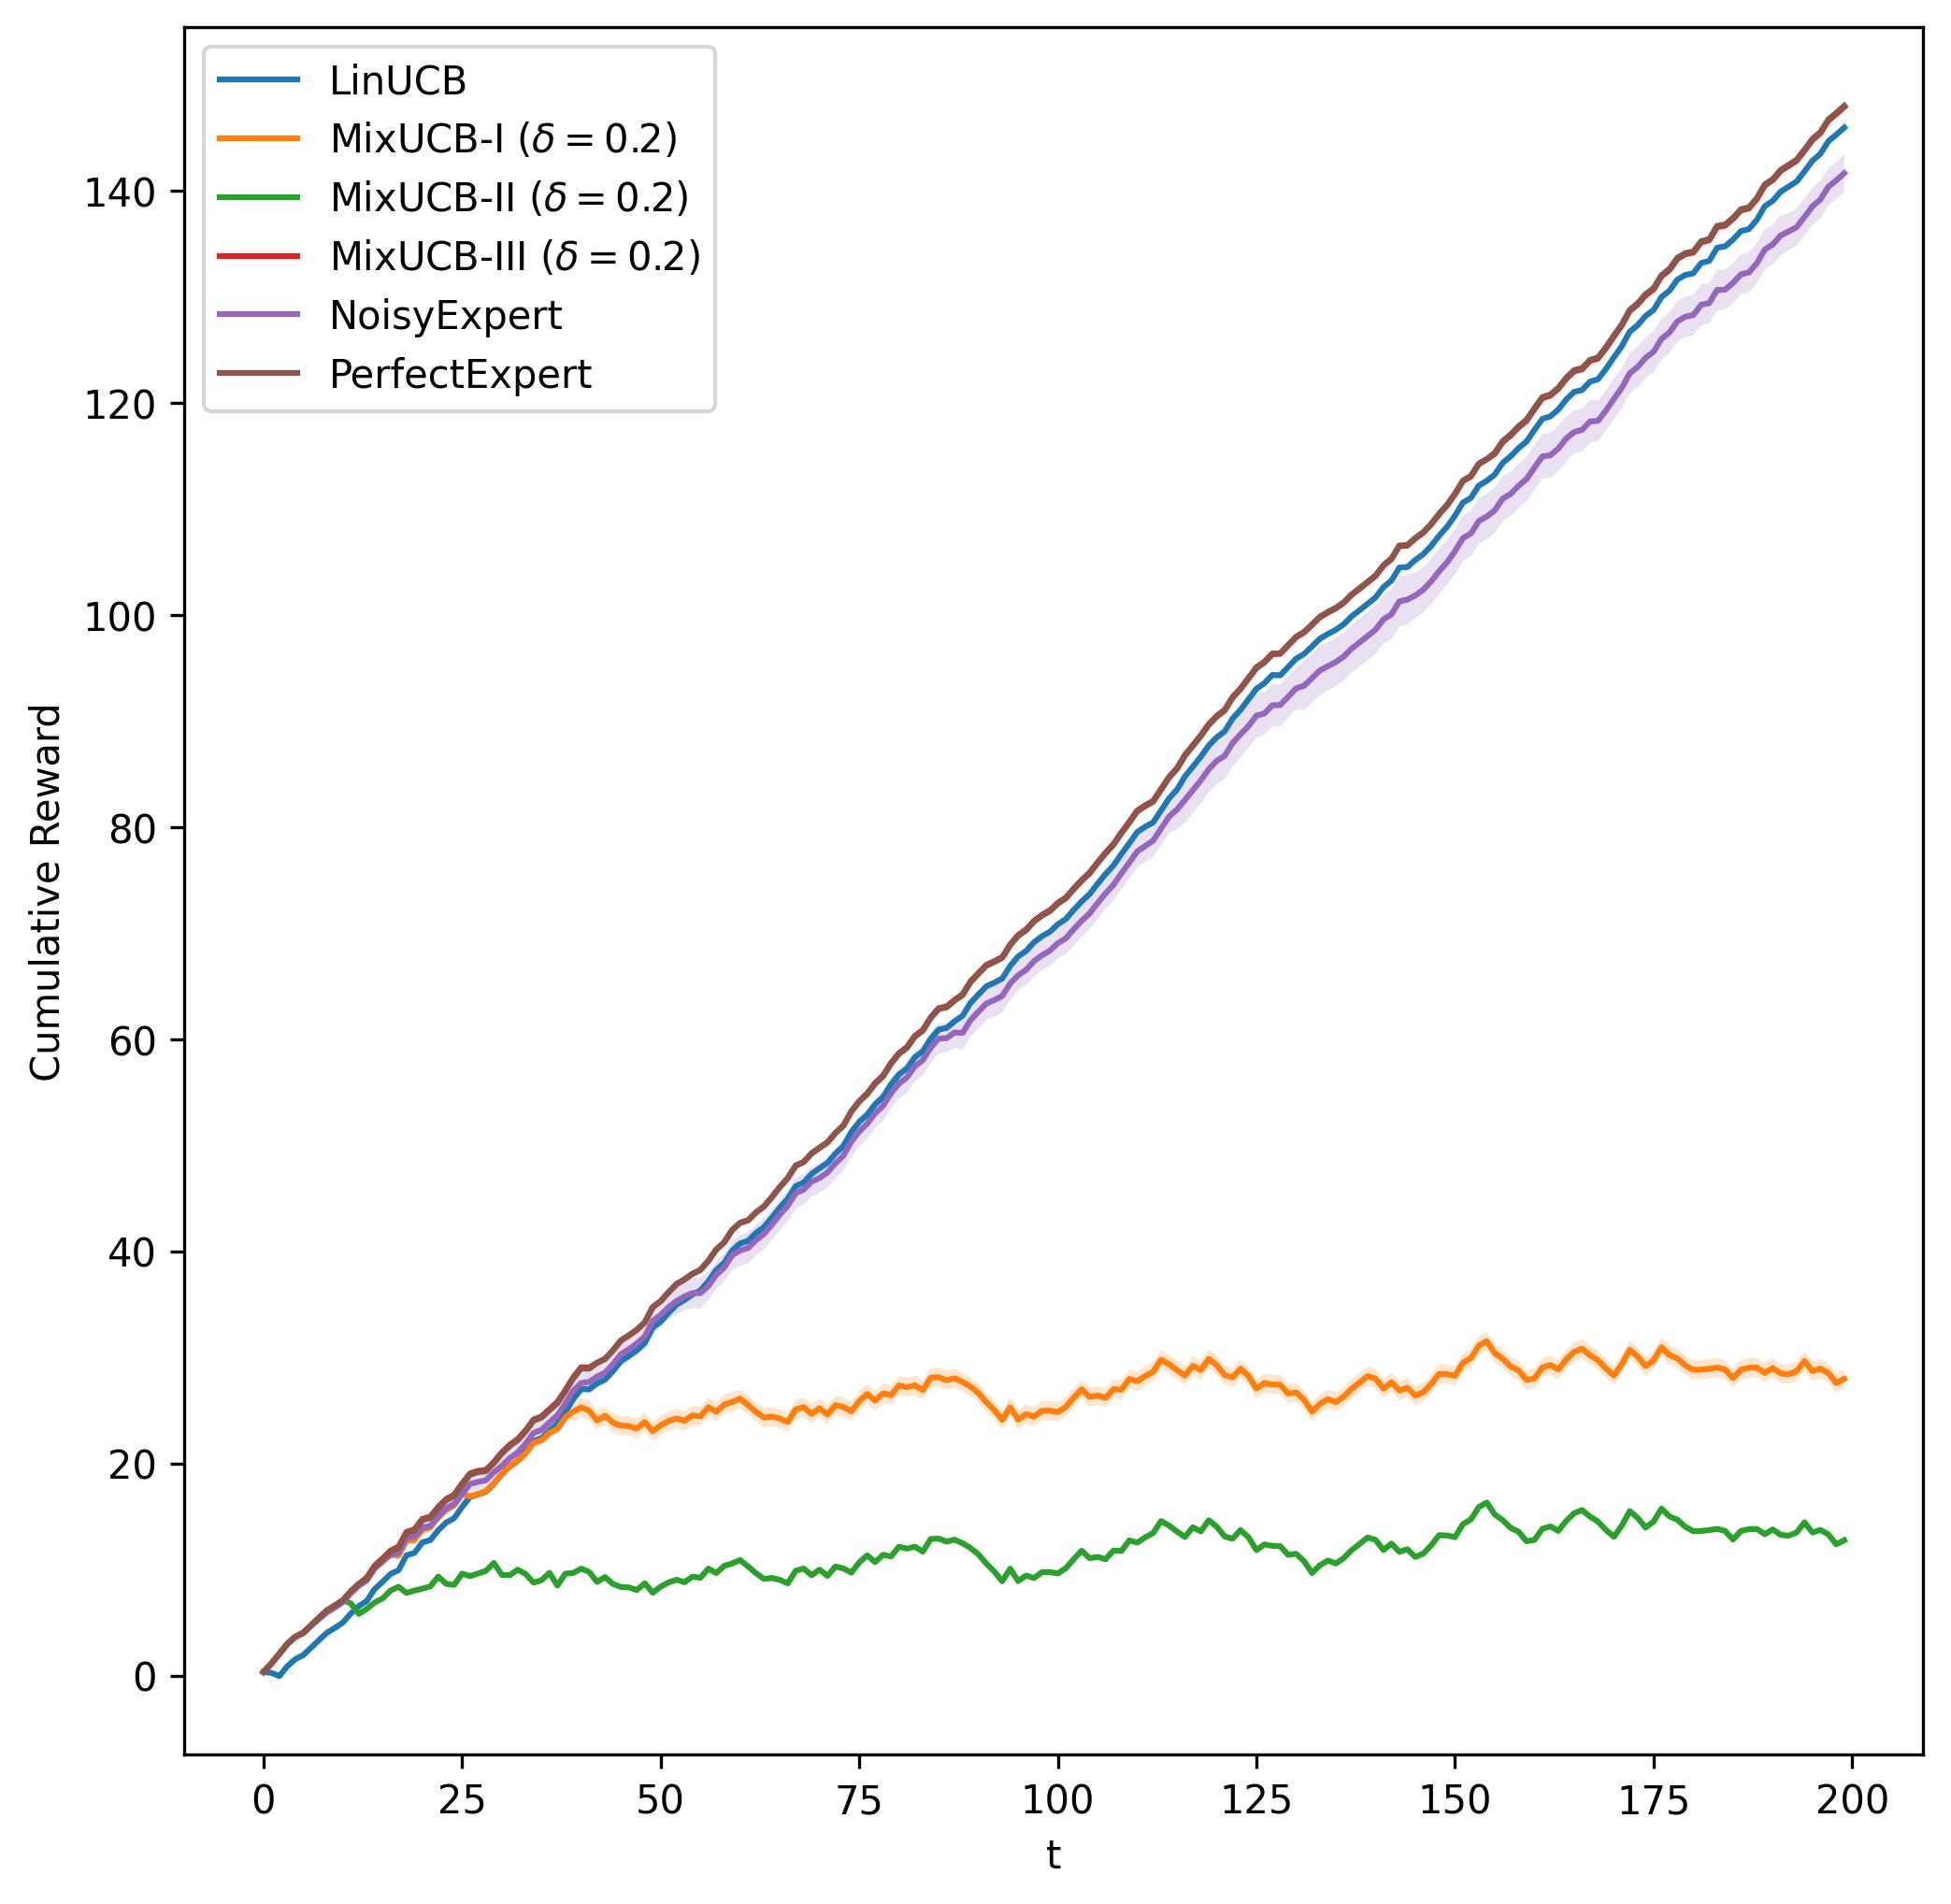 LinUCB
MixUCB-I (δ = 0.2)
MixUCB-II (δ = 0.2)
MixUCB-III (δ = 0.2)
NoisyExpert
PerfectExpert
Cumulative Reward
140
120
100
80
60
40
20
0
0 25 50 75 100 125 150 175 200
t